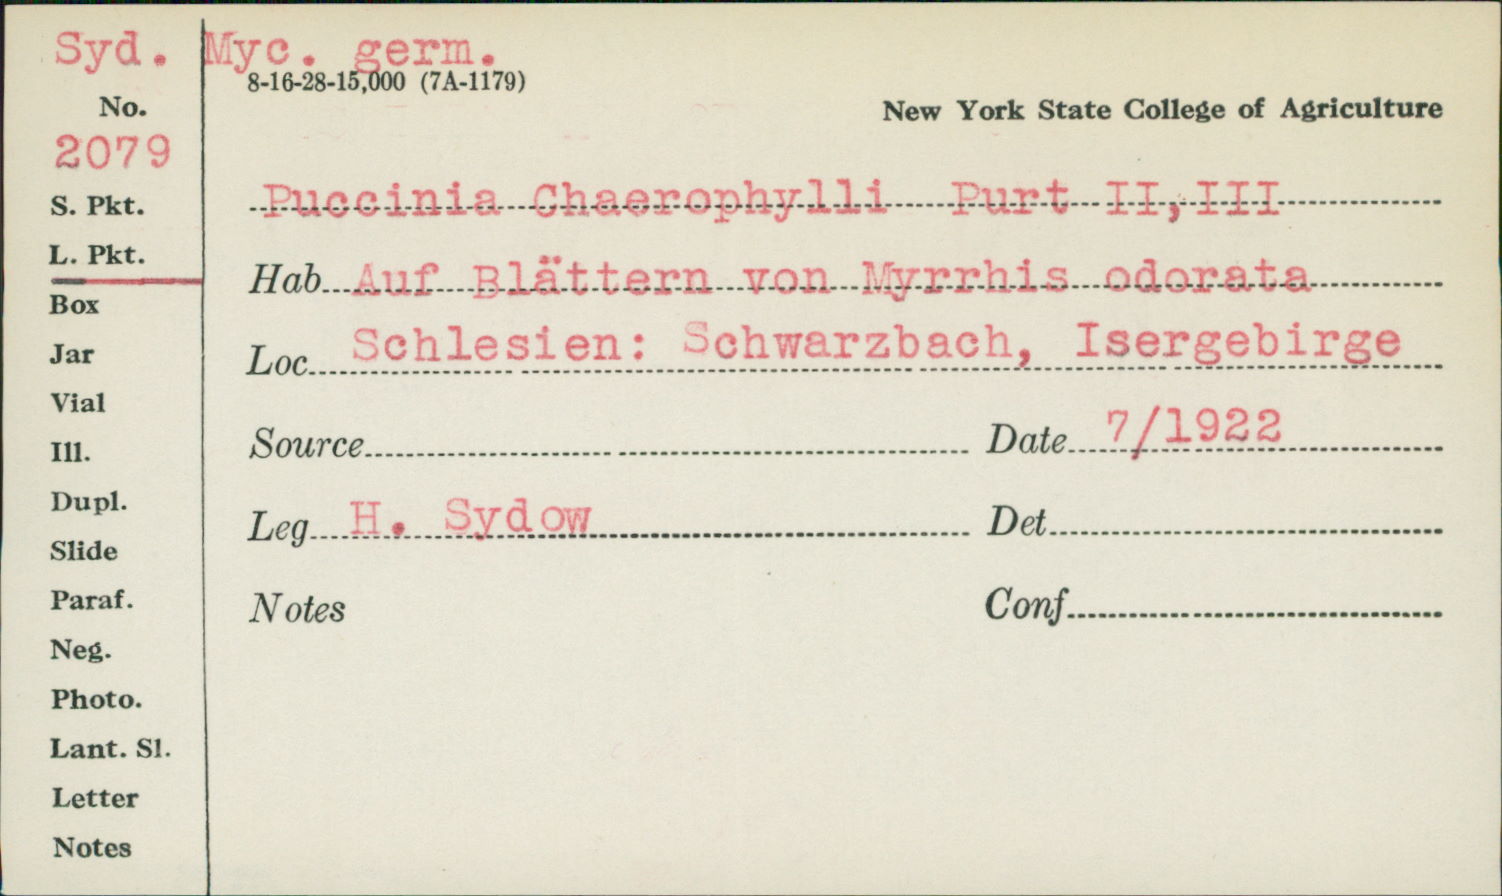 Syd. Myc. germ.
8-16-28-15,000 (7A-1179)
New York State College of Agriculture
No.
2079
S. Pkt.
L. Pkt.
Box
Jar
Vial
Ill.
Dupl.
Slide
Paraf.
Neg.
Photo.
Lant. Sl.
Letter
Notes
Puccinia Chaerophylli Purt II,III
Hab. Auf Blättern von Myrrhis odorata
Loc. Schlesien: Schwarzbach, Isergebirge
Source
Date 7/1922
Leg. H. Sydow
Det.
Notes
Conf.